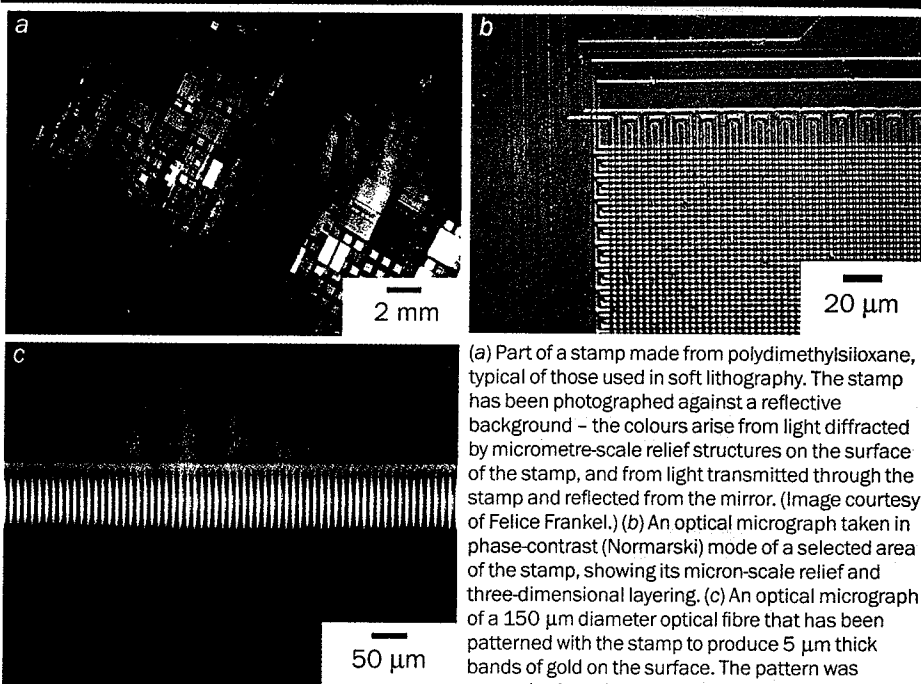 a
2 mm
b
20 µm
c
50 µm
(a) Part of a stamp made from polydimethylsiloxane,
typical of those used in soft lithography. The stamp
has been photographed against a reflective
background – the colours arise from light diffracted
by micrometre-scale relief structures on the surface
of the stamp, and from light transmitted through the
stamp and reflected from the mirror. (Image courtesy
of Felice Frankel.) (b) An optical micrograph taken in
phase-contrast (Normarski) mode of a selected area
of the stamp, showing its micron-scale relief and
three-dimensional layering. (c) An optical micrograph
of a 150 µm diameter optical fibre that has been
patterned with the stamp to produce 5 µm thick
bands of gold on the surface. The pattern was